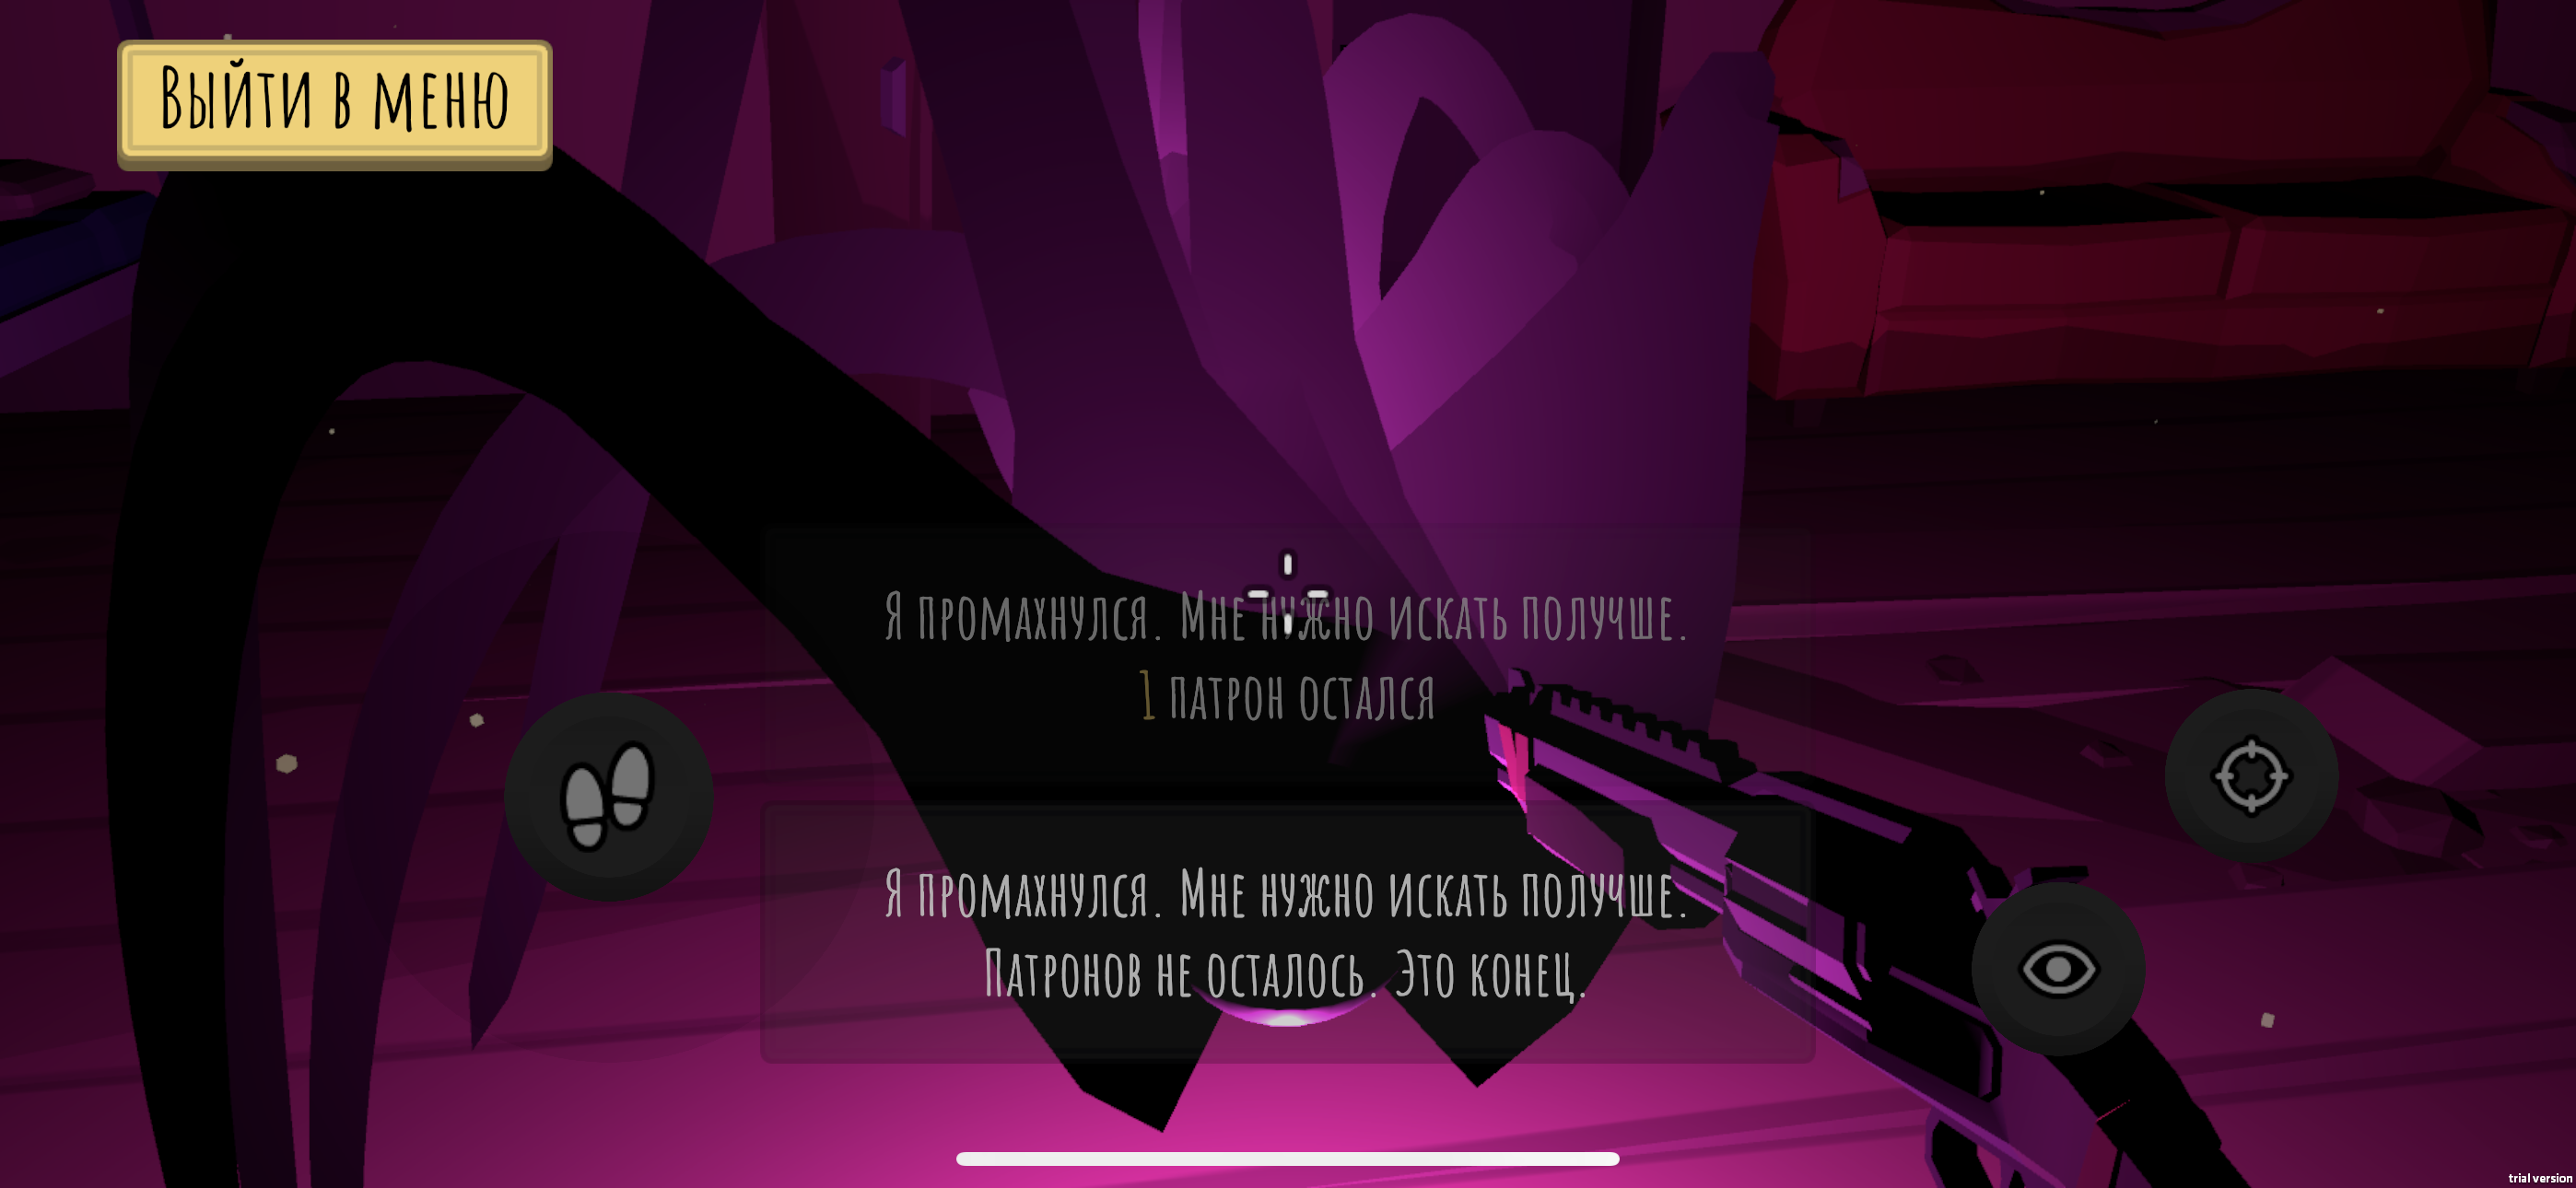 Выйти в меню
Я промахнулся. Мне нужно искать получше.
1 патрон остался
Я промахнулся. Мне нужно искать получше.
Патронов не осталось. Это конец.
trial version